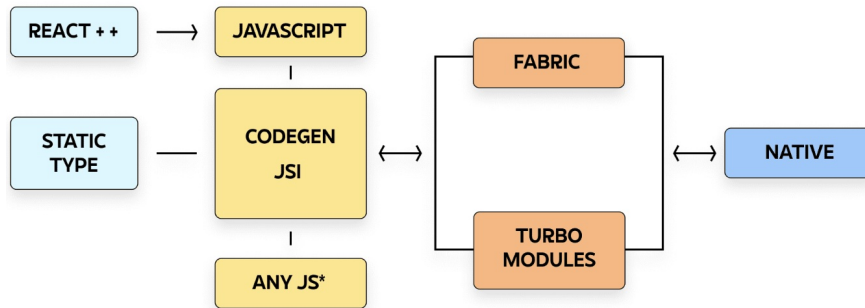 REACT ++
JAVASCRIPT
FABRIC
STATIC
TYPE
CODEGEN
JSI
NATIVE
TURBO
MODULES
ANY JS*